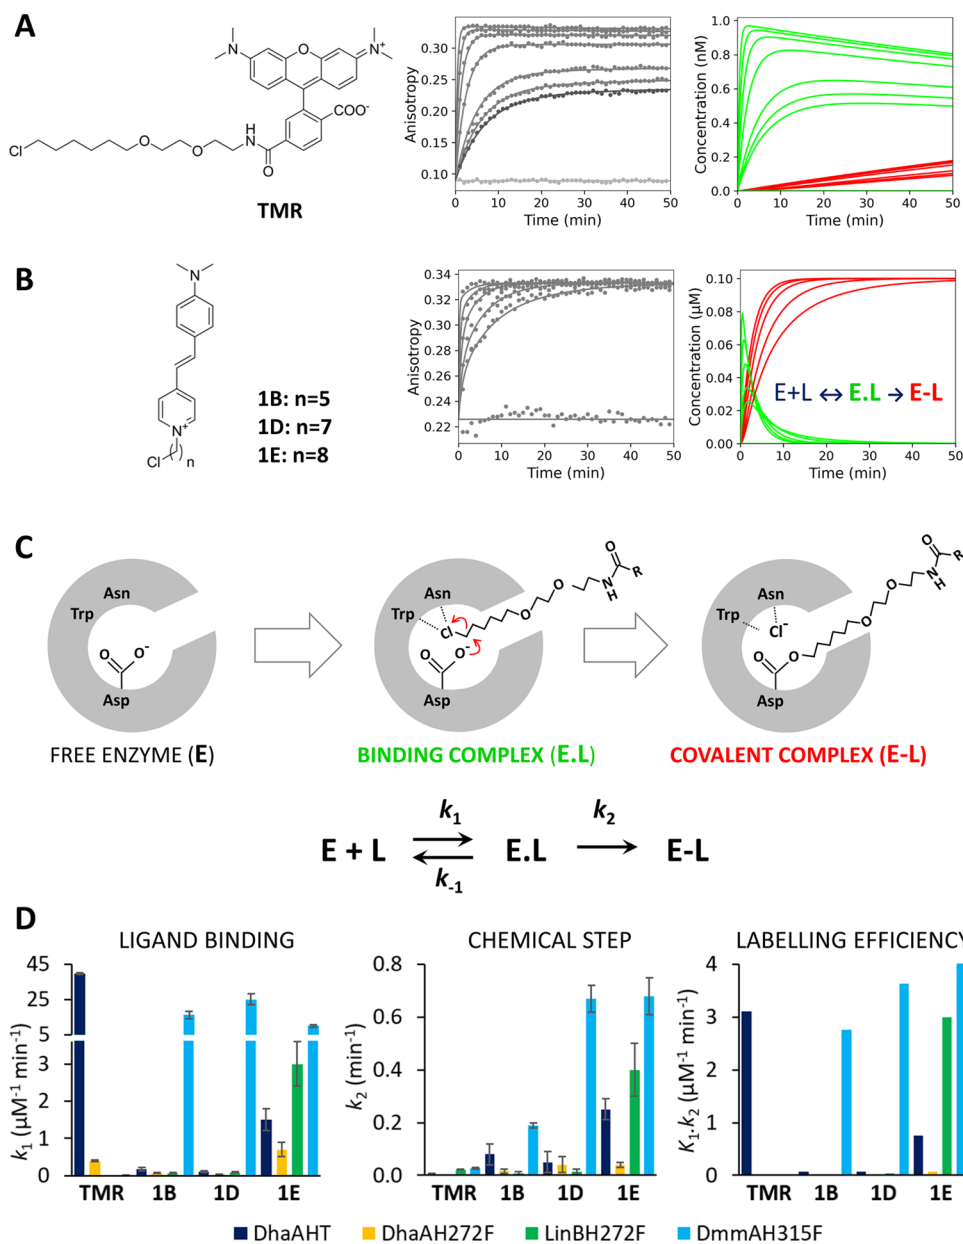 A
N
O
N⁺
COO⁻
Cl
O
O
H
N
O
TMR
Anisotropy
0.30
0.25
0.20
0.15
0.10
0 10 20 30 40 50
Time (min)
Concentration (nM)
1.0
0.8
0.6
0.4
0.2
0.0
0 10 20 30 40 50
Time (min)
B
N
N⁺
Cl
n
1B: n=5
1D: n=7
1E: n=8
Anisotropy
0.34
0.32
0.30
0.28
0.26
0.24
0.22
0 10 20 30 40 50
Time (min)
Concentration (µM)
0.10
0.08
0.06
0.04
0.02
0.00
E+L ↔ E.L → E-L
0 10 20 30 40 50
Time (min)
C
Asn
Trp
O
O⁻
Asp
FREE ENZYME (E)
Asn
Trp
Cl
O
O⁻
Asp
O
O
N
H
O
R
BINDING COMPLEX (E.L)
Asn
Trp
Cl⁻
O
O
Asp
O
O
N
H
O
R
COVALENT COMPLEX (E-L)
k₁
k₂
E + L
E.L
E-L
k₋₁
D
LIGAND BINDING
k₁ (µM⁻¹ min⁻¹)
45
25
5
3
2
1
0
TMR 1B 1D 1E
CHEMICAL STEP
k₂ (min⁻¹)
0.8
0.6
0.4
0.2
0.0
TMR 1B 1D 1E
LABELLING EFFICIENCY
K₁.k₂ (µM⁻¹ min⁻¹)
4
3
2
1
0
TMR 1B 1D 1E
DhaAHT DhaAH272F LinBH272F DmmAH315F